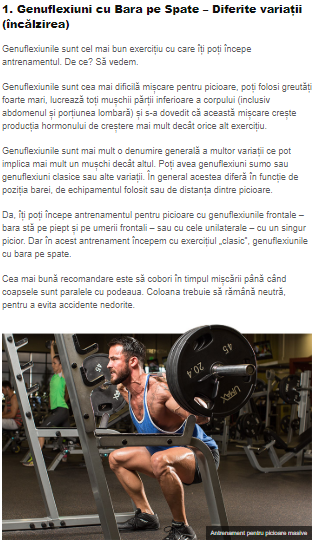 1. Genuflexiuni cu Bara pe Spate – Diferite variații
(încălzirea)
Genuflexiunile sunt cel mai bun exercițiu cu care îți poți începe
antrenamentul. De ce? Să vedem.
Genuflexiunile sunt cea mai dificilă mișcare pentru picioare, poți folosi greutăți
foarte mari, lucrează toți mușchii părții inferioare a corpului (inclusiv
abdomenul și porțiunea lombară) și s-a dovedit că această mișcare crește
producția hormonului de creștere mai mult decât orice alt exercițiu.
Genuflexiunile sunt mai mult o denumire generală a multor variații ce pot
implica mai mult un mușchi decât altul. Poți avea genuflexiuni sumo sau
genuflexiuni clasice sau alte variații. În general acestea diferă în funcție de
poziția barei, de echipamentul folosit sau de distanța dintre picioare.
Da, îți poți începe antrenamentul pentru picioare cu genuflexiunile frontale –
bara stă pe piept și pe umerii frontali – sau cu cele unilaterale – cu un singur
picior. Dar în acest antrenament începem cu exercițiul „clasic”, genuflexiunile
cu bara pe spate.
Cea mai bună recomandare este să cobori în timpul mișcării până când
coapsele sunt paralele cu podeaua. Coloana trebuie să rămână neutră,
pentru a evita accidente nedorite.
45
20.4
Antrenament pentru picioare masive